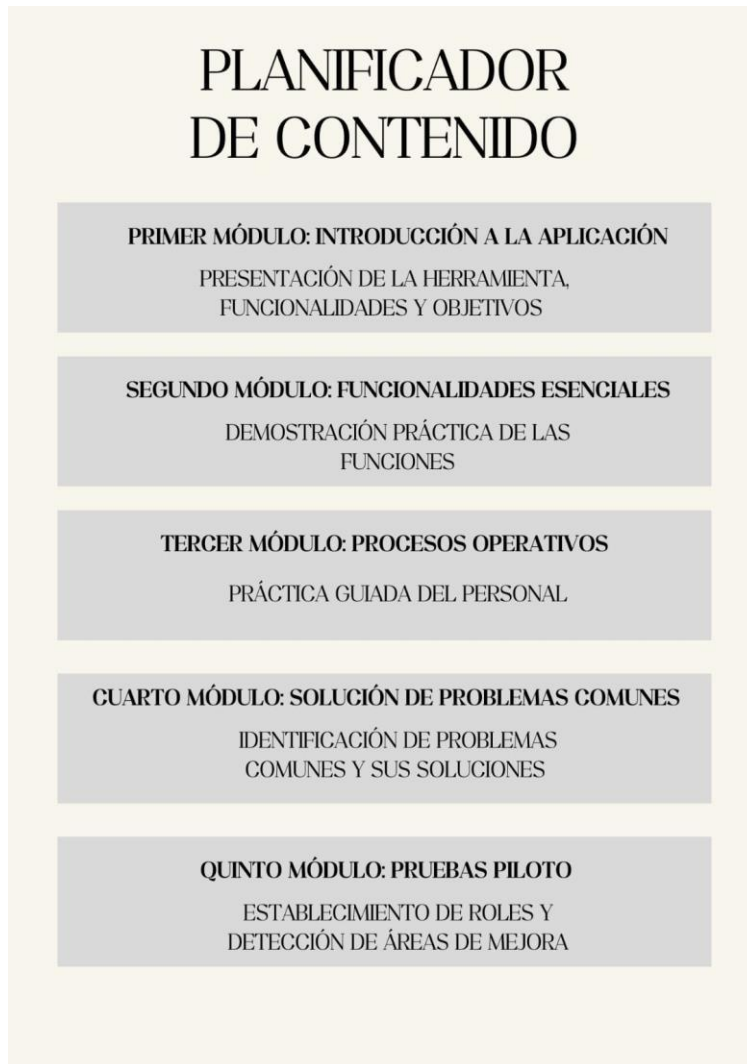 PLANIFICADOR
DE CONTENIDO
PRIMER MÓDULO: INTRODUCCIÓN A LA APLICACIÓN
PRESENTACIÓN DE LA HERRAMIENTA,
FUNCIONALIDADES Y OBJETIVOS
SEGUNDO MÓDULO: FUNCIONALIDADES ESENCIALES
DEMOSTRACIÓN PRÁCTICA DE LAS
FUNCIONES
TERCER MÓDULO: PROCESOS OPERATIVOS
PRÁCTICA GUIADA DEL PERSONAL
CUARTO MÓDULO: SOLUCIÓN DE PROBLEMAS COMUNES
IDENTIFICACIÓN DE PROBLEMAS
COMUNES Y SUS SOLUCIONES
QUINTO MÓDULO: PRUEBAS PILOTO
ESTABLECIMIENTO DE ROLES Y
DETECCIÓN DE ÁREAS DE MEJORA